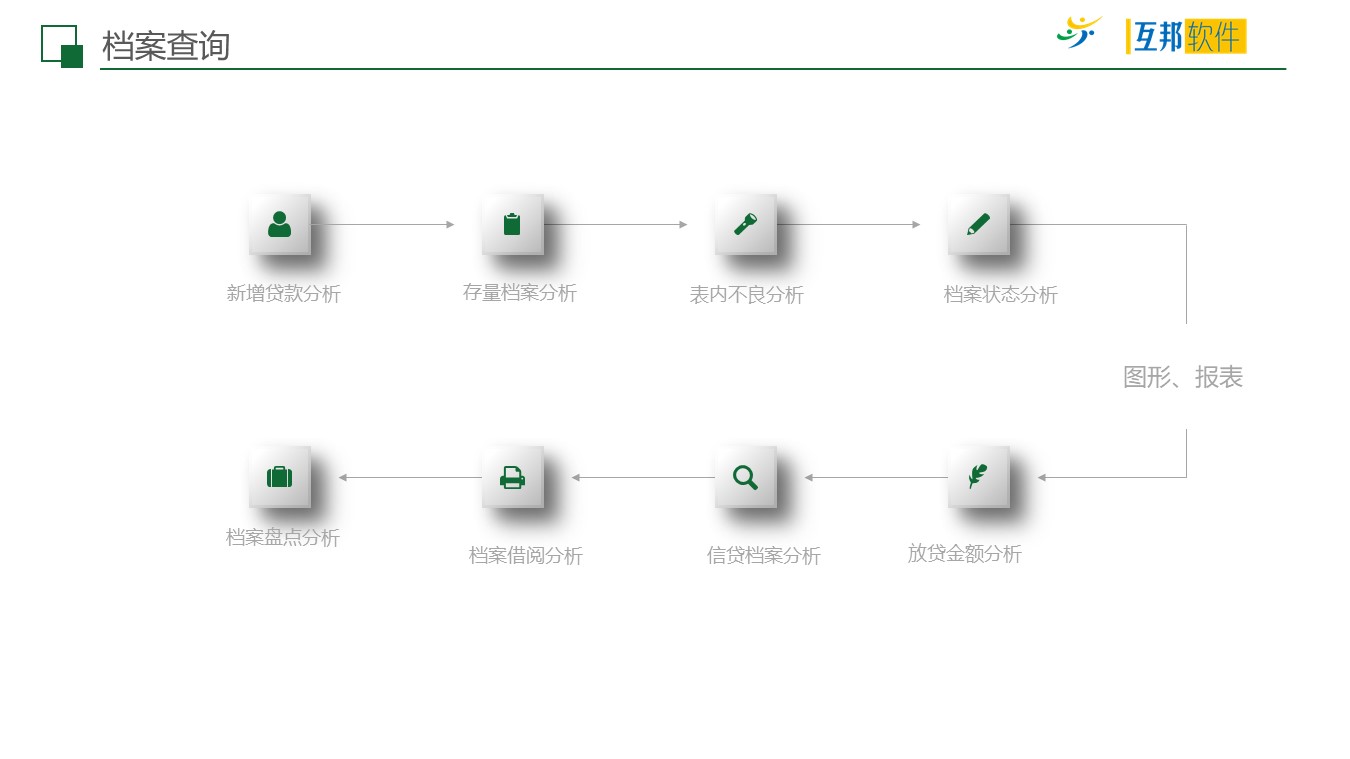 档案查询
互邦软件
新增贷款分析
存量档案分析
表内不良分析
档案状态分析
图形、报表
档案盘点分析
档案借阅分析
信贷档案分析
放贷金额分析